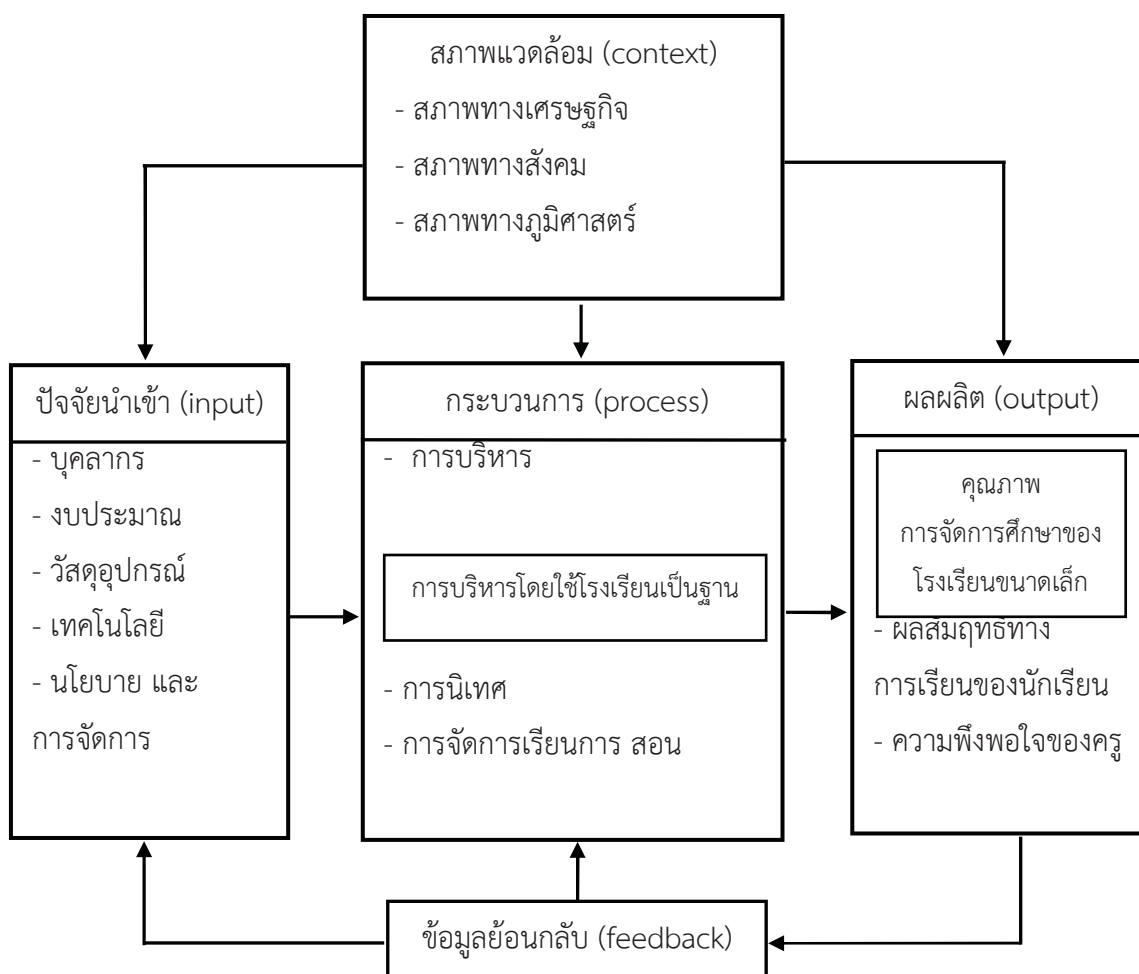 สภาพแวดล้อม (context)
- สภาพทางเศรษฐกิจ
- สภาพทางสังคม
- สภาพทางภูมิศาสตร์
ปัจจัยนำเข้า (input)
- บุคลากร
- งบประมาณ
- วัสดุอุปกรณ์
- เทคโนโลยี
- นโยบาย และ
การจัดการ
กระบวนการ (process)
- การบริหาร
การบริหารโดยใช้โรงเรียนเป็นฐาน
- การนิเทศ
- การจัดการเรียนการ สอน
ผลผลิต (output)
คุณภาพ
การจัดการศึกษาของ
โรงเรียนขนาดเล็ก
- ผลสัมฤทธิ์ทาง
การเรียนของนักเรียน
- ความพึงพอใจของครู
ข้อมูลย้อนกลับ (feedback)